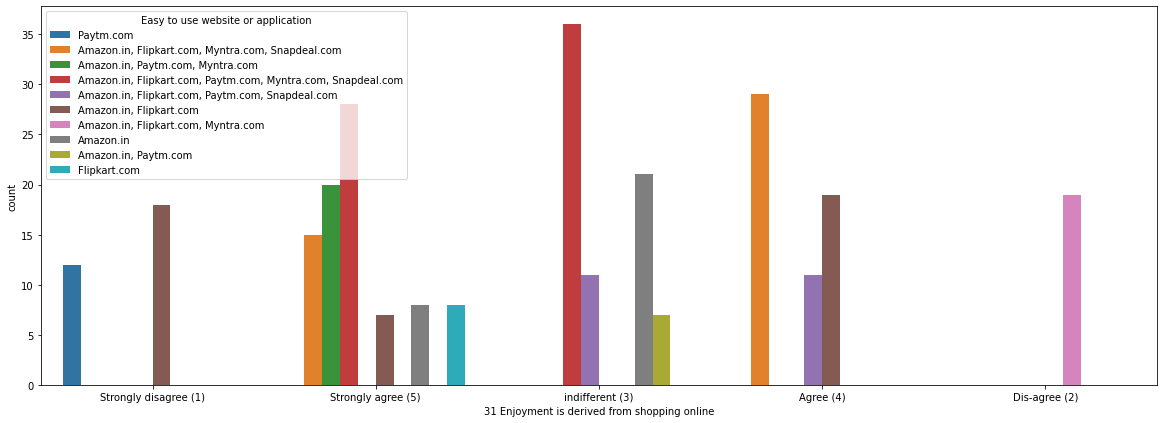 Easy to use website or application
Paytm.com
Amazon.in, Flipkart.com, Myntra.com, Snapdeal.com
Amazon.in, Paytm.com, Myntra.com
Amazon.in, Flipkart.com, Paytm.com, Myntra.com, Snapdeal.com
Amazon.in, Flipkart.com, Paytm.com, Snapdeal.com
Amazon.in, Flipkart.com
Amazon.in, Flipkart.com, Myntra.com
Amazon.in
Amazon.in, Paytm.com
Flipkart.com
count
35
30
25
20
15
10
5
0
Strongly disagree (1) Strongly agree (5) indifferent (3) Agree (4) Dis-agree (2)
31 Enjoyment is derived from shopping online